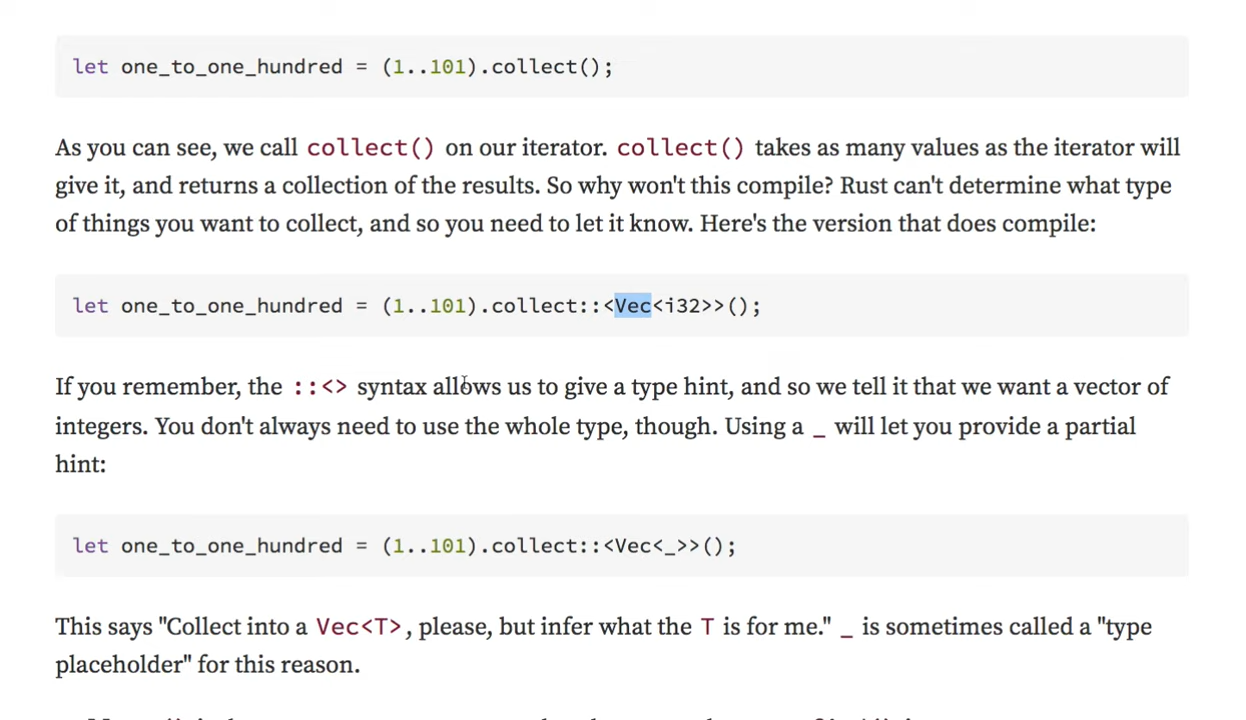 let one_to_one_hundred = (1..101).collect();
As you can see, we call collect() on our iterator. collect() takes as many values as the iterator will
give it, and returns a collection of the results. So why won't this compile? Rust can't determine what type
of things you want to collect, and so you need to let it know. Here's the version that does compile:
let one_to_one_hundred = (1..101).collect::<Vec<i32>>();
If you remember, the ::<> syntax allows us to give a type hint, and so we tell it that we want a vector of
integers. You don't always need to use the whole type, though. Using a _ will let you provide a partial
hint:
let one_to_one_hundred = (1..101).collect::<Vec<_>>();
This says "Collect into a Vec<T>, please, but infer what the T is for me." _ is sometimes called a "type
placeholder" for this reason.